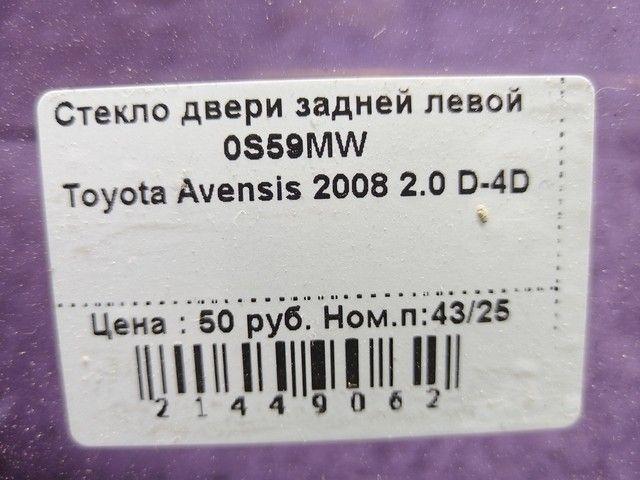 Стекло двери задней левой
0S59MW
Toyota Avensis 2008 2.0 D-4D
Цена : 50 руб. Ном.п:43/25
21449062